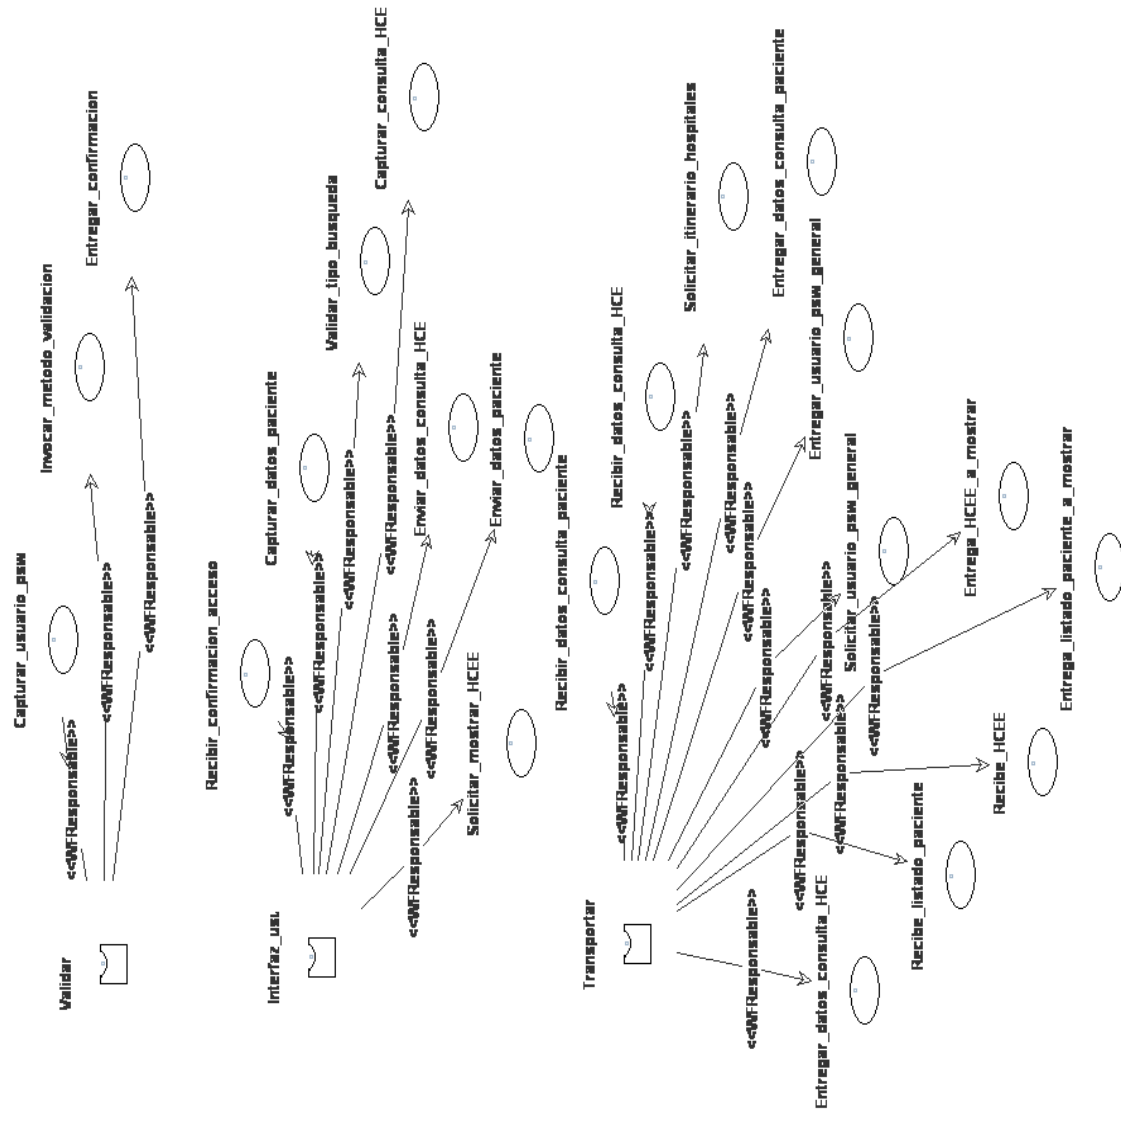 Validar
<<WFResponsable>>
Capturar_usuario_psw
<<WFResponsable>>
Invocar_metodo_validacion
<<WFResponsable>>
Entregar_confirmacion
Interfaz_usu
<<WFResponsable>>
Recibir_confirmacion_acceso
<<WFResponsable>>
Capturar_datos_paciente
<<WFResponsable>>
Validar_tipo_busqueda
<<WFResponsable>>
Capturar_consulta_HCE
<<WFResponsable>>
Enviar_datos_consulta_HCE
<<WFResponsable>>
Enviar_datos_paciente
<<WFResponsable>>
Solicitar_mostrar_HCEE
Transportar
<<WFResponsable>>
Recibir_datos_consulta_paciente
<<WFResponsable>>
Recibir_datos_consulta_HCE
<<WFResponsable>>
Solicitar_itinerario_hospitales
<<WFResponsable>>
Entregar_datos_consulta_paciente
<<WFResponsable>>
Entregar_usuario_psw_general
<<WFResponsable>>
Solicitar_usuario_psw_general
<<WFResponsable>>
Entrega_HCEE_a_mostrar
<<WFResponsable>>
Entrega_listado_paciente_a_mostrar
<<WFResponsable>>
Recibe_HCEE
<<WFResponsable>>
Recibe_listado_paciente
<<WFResponsable>>
Entregar_datos_consulta_HCE